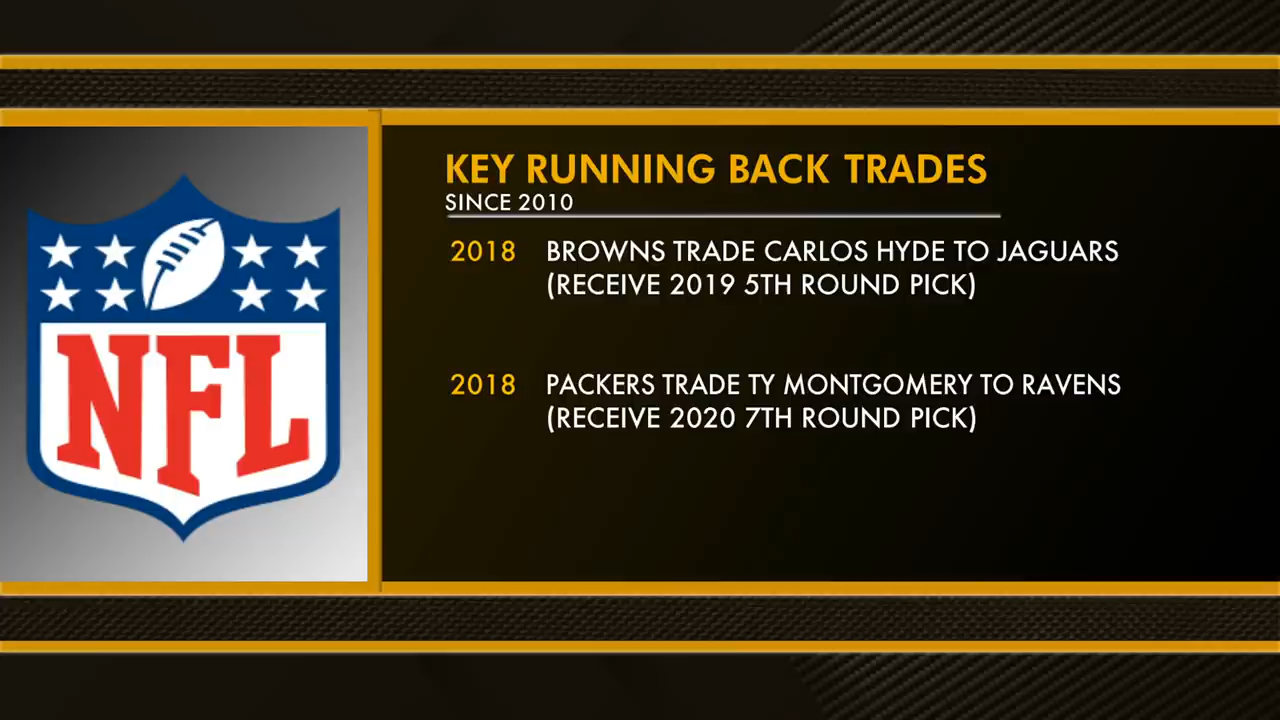 KEY RUNNING BACK TRADES
SINCE 2010
2018 BROWNS TRADE CARLOS HYDE TO JAGUARS
(RECEIVE 2019 5TH ROUND PICK)
2018 PACKERS TRADE TY MONTGOMERY TO RAVENS
(RECEIVE 2020 7TH ROUND PICK)
NFL